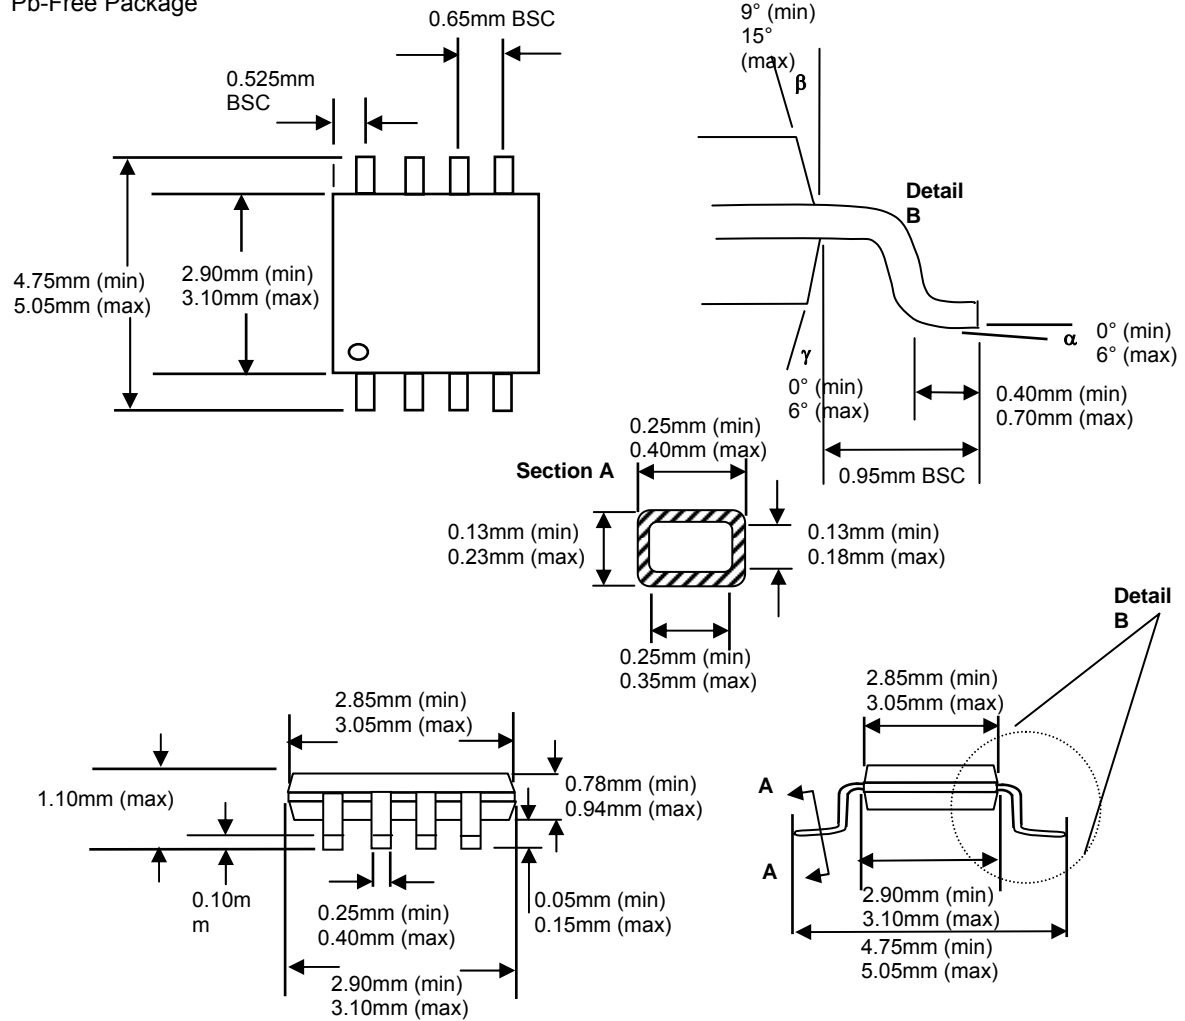 Pb-Free Package
0.65mm BSC
0.525mm
BSC
4.75mm (min)
5.05mm (max)
2.90mm (min)
3.10mm (max)
9° (min)
15°
(max)
β
Detail
B
α
0° (min)
6° (max)
γ
0° (min)
6° (max)
0.40mm (min)
0.70mm (max)
0.95mm BSC
Section A
0.25mm (min)
0.40mm (max)
0.13mm (min)
0.23mm (max)
0.13mm (min)
0.18mm (max)
0.25mm (min)
0.35mm (max)
2.85mm (min)
3.05mm (max)
1.10mm (max)
0.78mm (min)
0.94mm (max)
0.10m
m
0.25mm (min)
0.40mm (max)
0.05mm (min)
0.15mm (max)
2.90mm (min)
3.10mm (max)
Detail
B
2.85mm (min)
3.05mm (max)
A
A
2.90mm (min)
3.10mm (max)
4.75mm (min)
5.05mm (max)